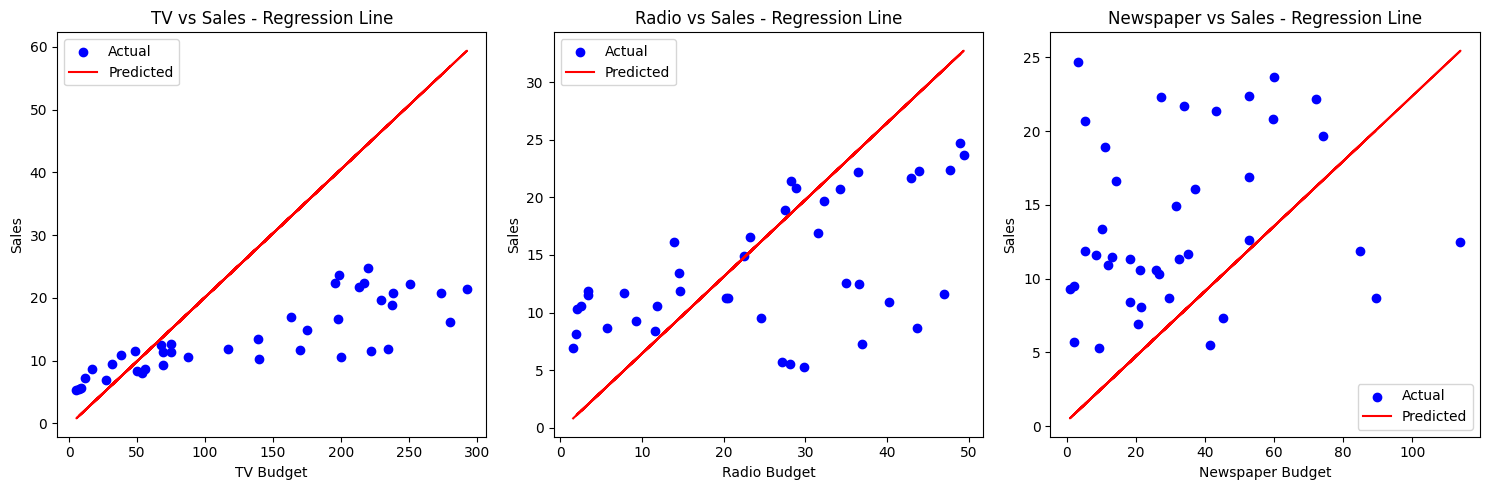 TV vs Sales - Regression Line
Actual
Predicted
60
50
40
30
20
10
0
Sales
0 50 100 150 200 250 300
TV Budget
Radio vs Sales - Regression Line
Actual
Predicted
30
25
20
15
10
5
0
Sales
0 10 20 30 40 50
Radio Budget
Newspaper vs Sales - Regression Line
25
20
15
10
5
0
Sales
Actual
Predicted
0 20 40 60 80 100
Newspaper Budget